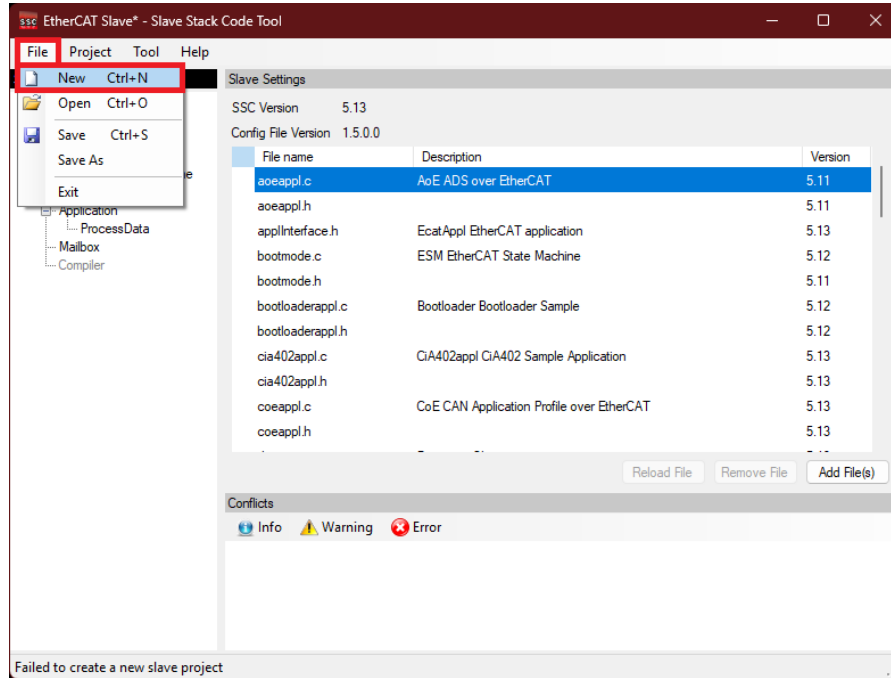 ssc EtherCAT Slave* - Slave Stack Code Tool
File Project Tool Help
New Ctrl+N
Open Ctrl+O
Save Ctrl+S
Save As
Exit
Application
ProcessData
Mailbox
Compiler
Slave Settings
SSC Version 5.13
Config File Version 1.5.0.0
File name Description Version
aoeappl.c AoE ADS over EtherCAT 5.11
aoeappl.h 5.11
applInterface.h EcatAppl EtherCAT application 5.13
bootmode.c ESM EtherCAT State Machine 5.12
bootmode.h 5.11
bootloaderappl.c Bootloader Bootloader Sample 5.12
bootloaderappl.h 5.12
cia402appl.c CiA402appl CiA402 Sample Application 5.13
cia402appl.h 5.13
coeappl.c CoE CAN Application Profile over EtherCAT 5.13
coeappl.h 5.13
Reload File Remove File Add File(s)
Conflicts
Info Warning Error
Failed to create a new slave project